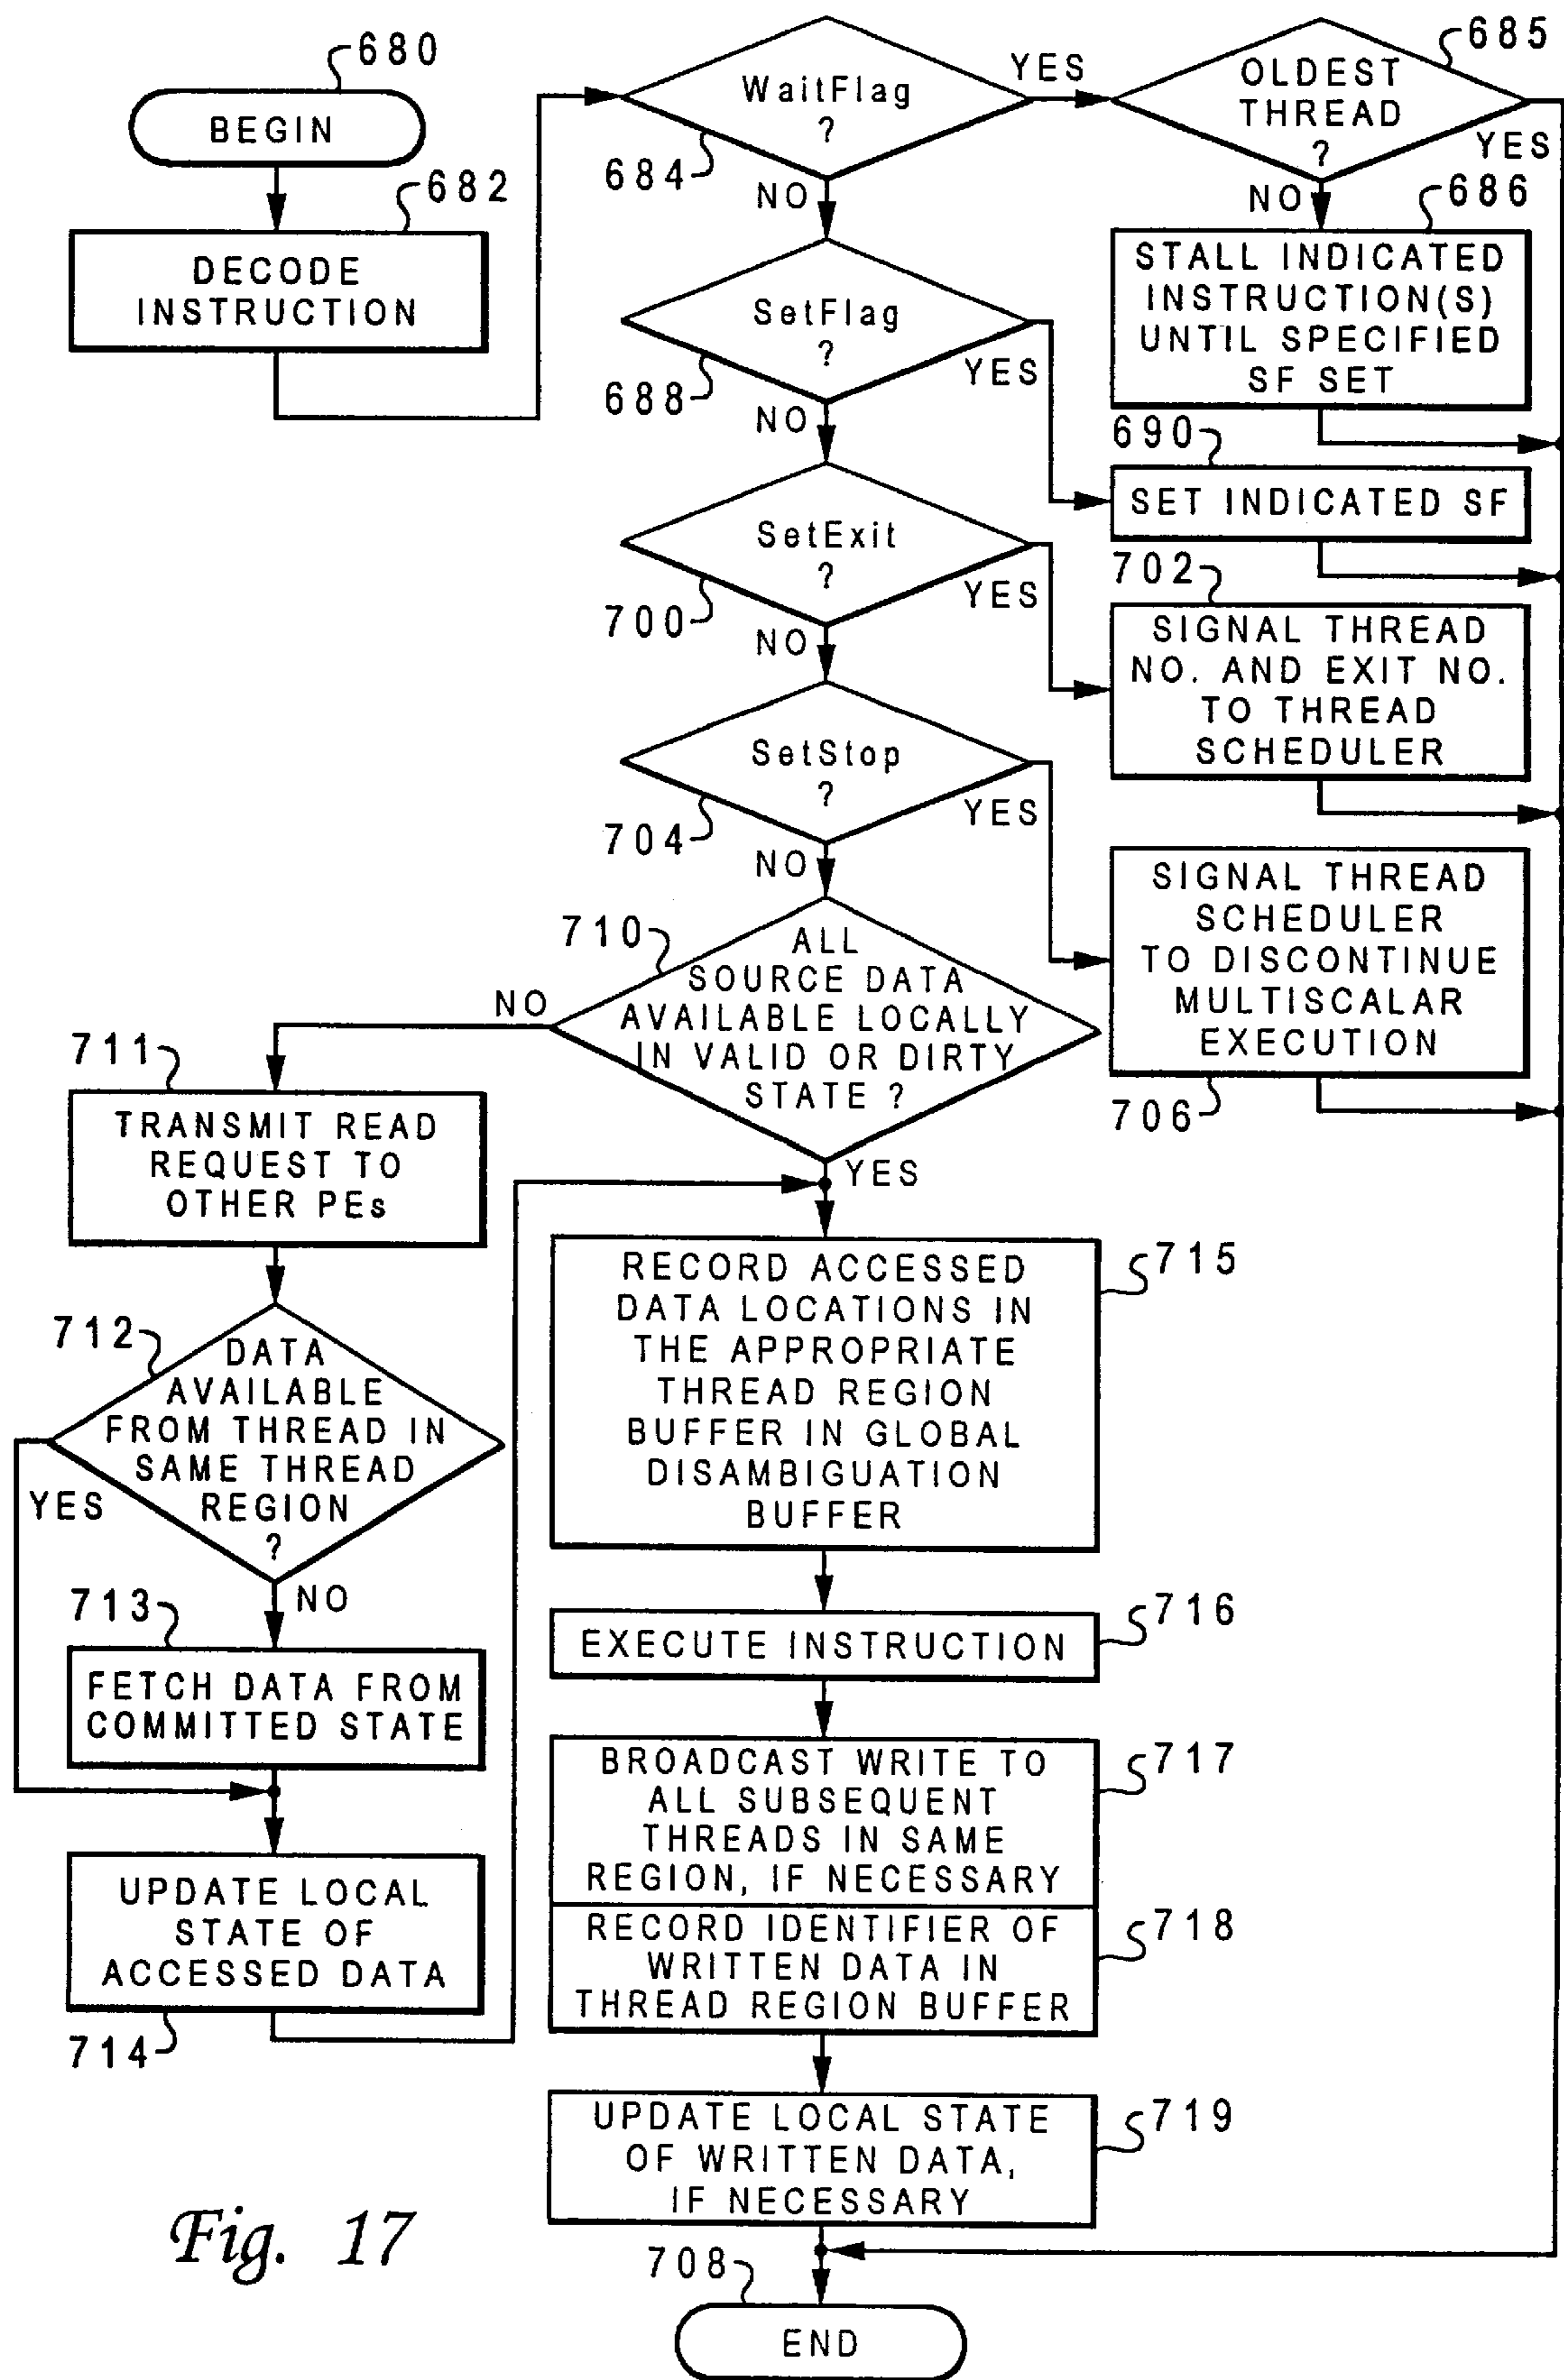 680
BEGIN
682
DECODE
INSTRUCTION
WaitFlag
?
684
YES
NO
685
OLDEST
THREAD
?
YES
NO
686
STALL INDICATED
INSTRUCTION(S)
UNTIL SPECIFIED
SF SET
SetFlag
?
688
YES
NO
690
SET INDICATED SF
SetExit
?
700
YES
NO
702
SIGNAL THREAD
NO. AND EXIT NO.
TO THREAD
SCHEDULER
SetStop
?
704
YES
NO
SIGNAL THREAD
SCHEDULER
TO DISCONTINUE
MULTISCALAR
EXECUTION
706
710
ALL
SOURCE DATA
AVAILABLE LOCALLY
IN VALID OR DIRTY
STATE ?
NO
YES
711
TRANSMIT READ
REQUEST TO
OTHER PEs
712
DATA
AVAILABLE
FROM THREAD IN
SAME THREAD
REGION
?
YES
NO
713
FETCH DATA FROM
COMMITTED STATE
UPDATE LOCAL
STATE OF
ACCESSED DATA
714
RECORD ACCESSED
DATA LOCATIONS IN
THE APPROPRIATE
THREAD REGION
BUFFER IN GLOBAL
DISAMBIGUATION
BUFFER
715
EXECUTE INSTRUCTION
716
BROADCAST WRITE TO
ALL SUBSEQUENT
THREADS IN SAME
REGION, IF NECESSARY
717
RECORD IDENTIFIER OF
WRITTEN DATA IN
THREAD REGION BUFFER
718
UPDATE LOCAL STATE
OF WRITTEN DATA,
IF NECESSARY
719
708
END
Fig. 17